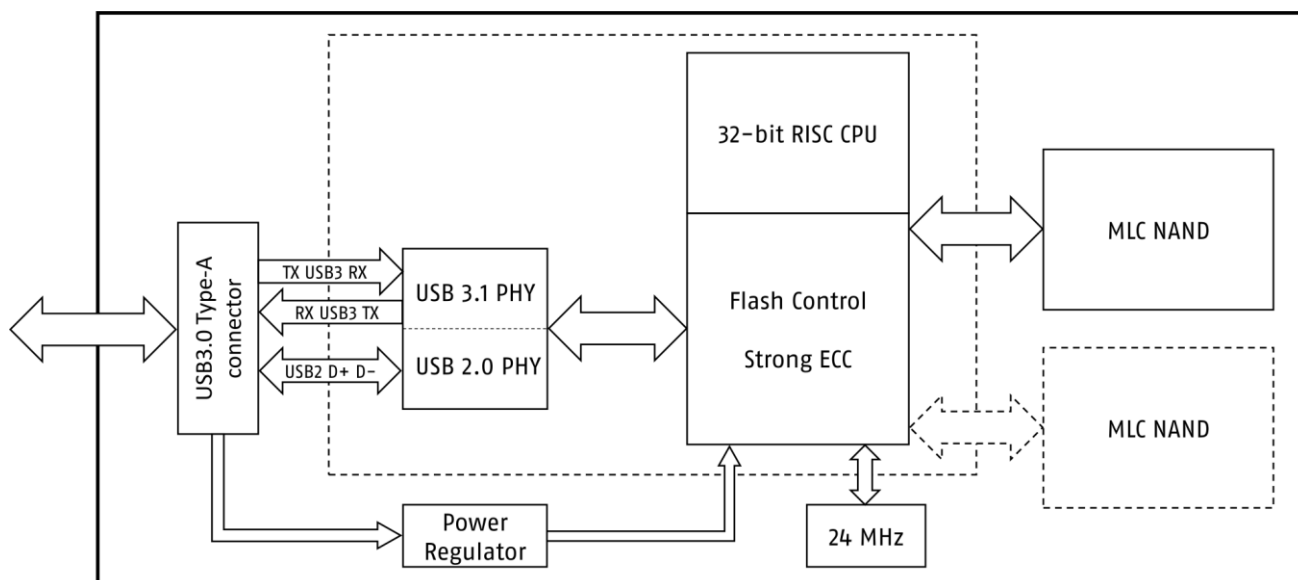 32-bit RISC CPU
USB3.0 Type-A
connector
TX USB3 RX
RX USB3 TX
USB2 D+ D-
USB 3.1 PHY
USB 2.0 PHY
Flash Control
Strong ECC
MLC NAND
MLC NAND
Power
Regulator
24 MHz